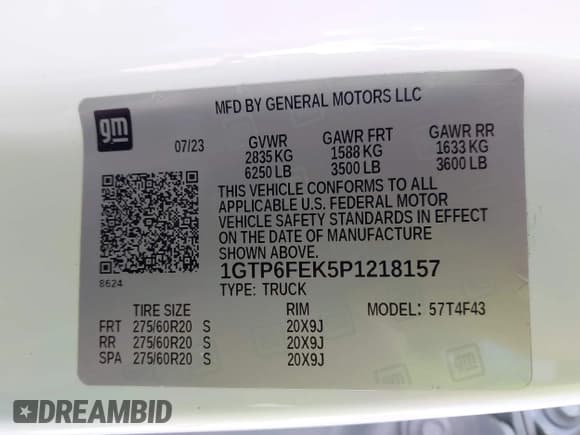 MFD BY GENERAL MOTORS LLC
gm
07/23 GVWR GAWR FRT GAWR RR
2835 KG 1588 KG 1633 KG
6250 LB 3500 LB 3600 LB
THIS VEHICLE CONFORMS TO ALL
APPLICABLE U.S. FEDERAL MOTOR
VEHICLE SAFETY STANDARDS IN EFFECT
ON THE DATE OF MANUFACTURE
SHOWN ABOVE.
1GTP6FEK5P1218157
8624
TYPE: TRUCK
TIRE SIZE RIM MODEL: 57T4F43
FRT 275/60R20 S 20X9J
RR 275/60R20 S 20X9J
SPA 275/60R20 S 20X9J
DREAMBID